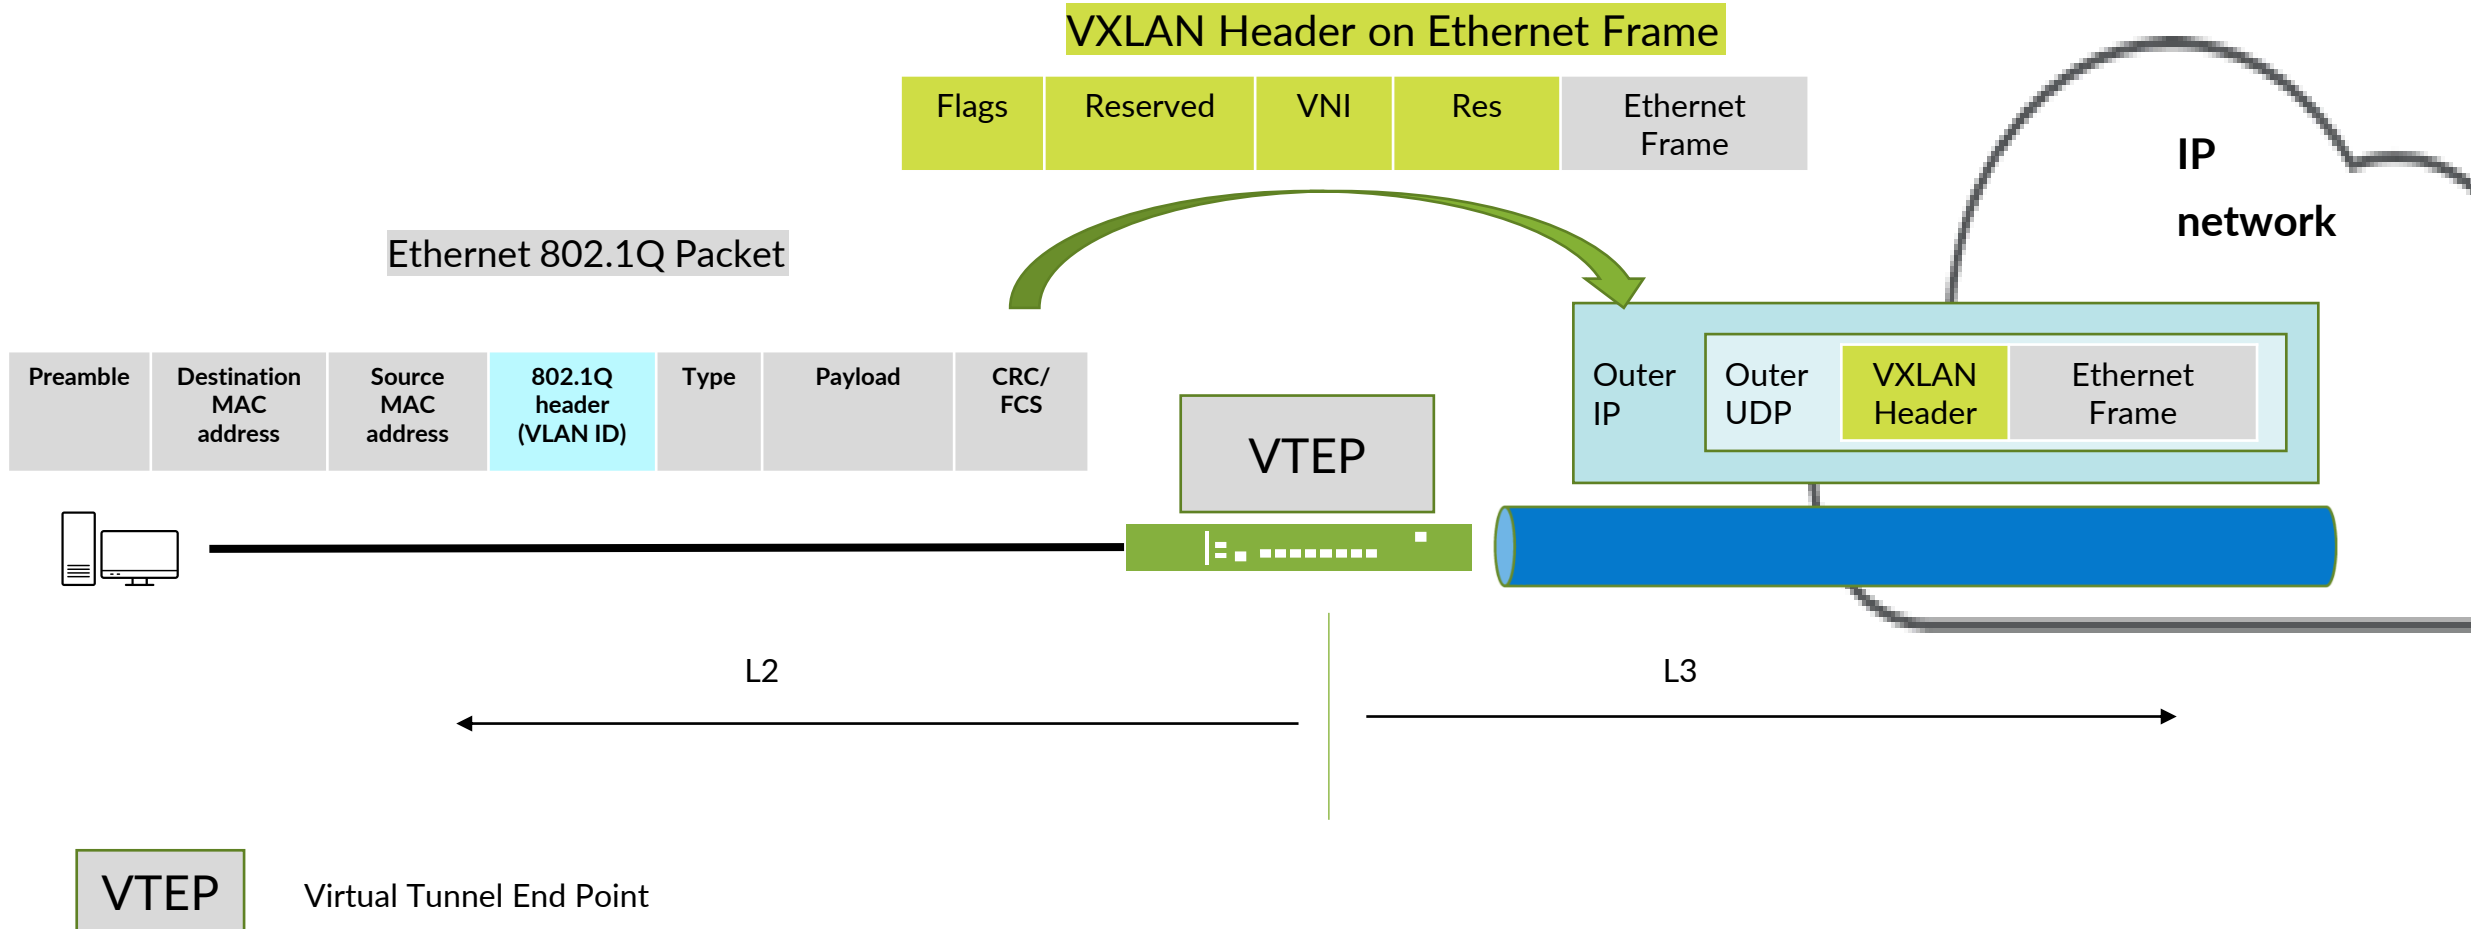 VXLAN Header on Ethernet Frame
Flags
Reserved
VNI
Res
Ethernet
Frame
IP
network
Ethernet 802.1Q Packet
Preamble
Destination
MAC
address
Source
MAC
address
802.1Q
header
(VLAN ID)
Type
Payload
CRC/
FCS
VTEP
Outer
IP
Outer
UDP
VXLAN
Header
Ethernet
Frame
L2
L3
VTEP
Virtual Tunnel End Point